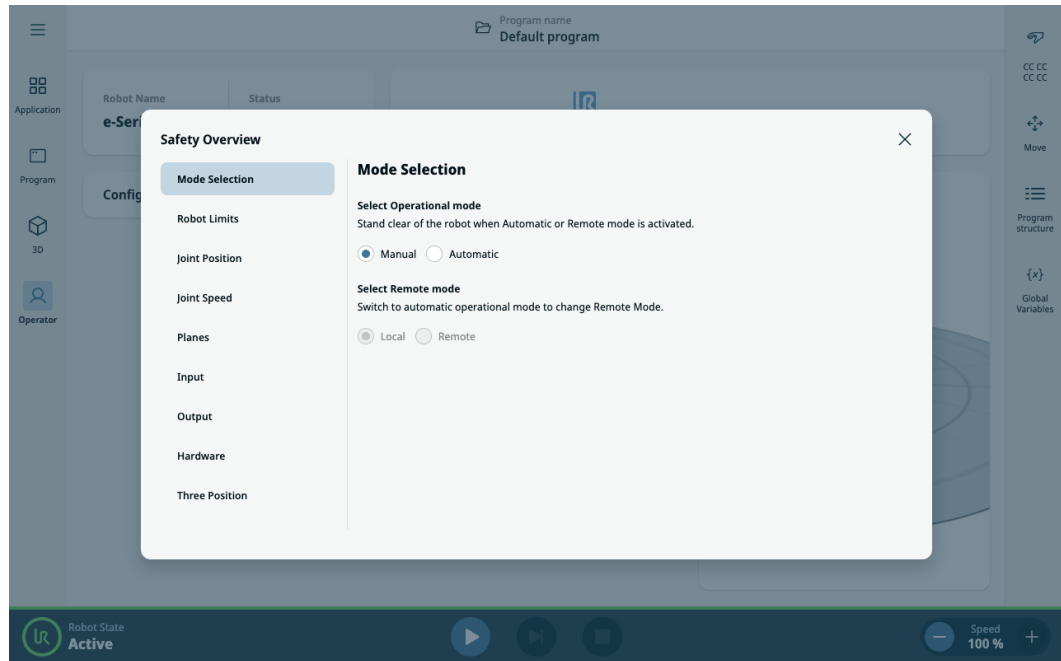 Program name
Default program
Application
Program
3D
Operator
Robot Name
Status
e-Seri
Config
Safety Overview
Mode Selection
Robot Limits
Joint Position
Joint Speed
Planes
Input
Output
Hardware
Three Position
Mode Selection
Select Operational mode
Stand clear of the robot when Automatic or Remote mode is activated.
Manual Automatic
Select Remote mode
Switch to automatic operational mode to change Remote Mode.
Local Remote
CC CC
CC CC
Move
Program
structure
{x}
Global
Variables
Robot State
Active
Speed
100 %